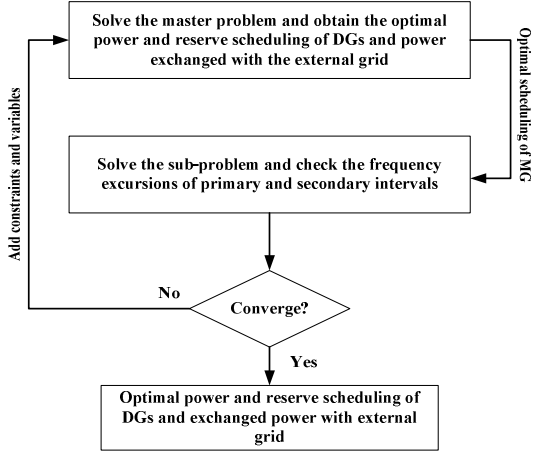 Solve the master problem and obtain the optimal
power and reserve scheduling of DGs and power
exchanged with the external grid
Optimal scheduling of MG
Add constraints and variables
Solve the sub-problem and check the frequency
excursions of primary and secondary intervals
No
Converge?
Yes
Optimal power and reserve scheduling of
DGs and exchanged power with external
grid